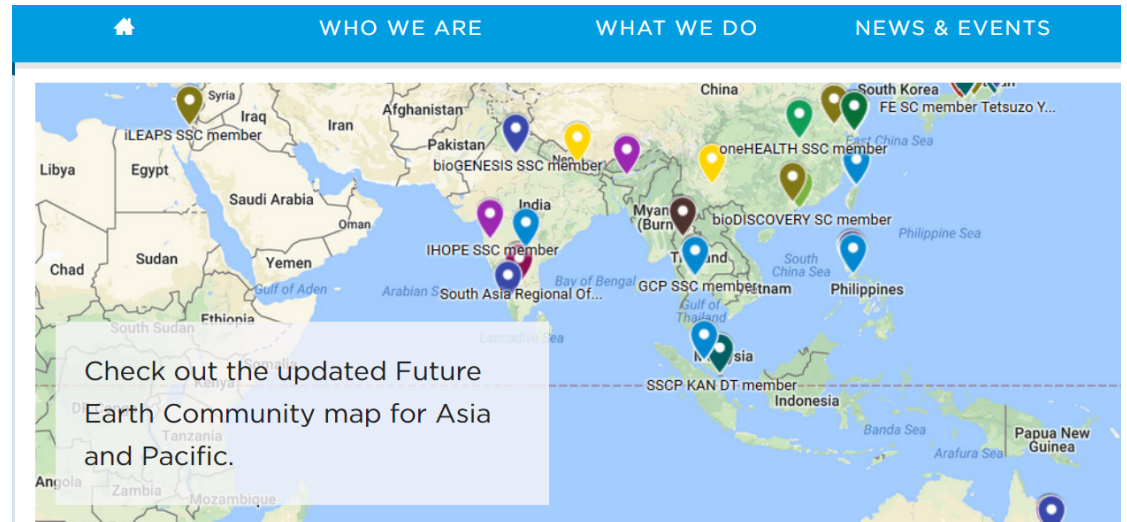 WHO WE ARE
WHAT WE DO
NEWS & EVENTS
China
South Korea
Syria
Afghanistan
FE SC member Tetsuzo Y...
Iraq
Iran
iLEAPS SSC member
Pakistan
East China Sea
oneHEALTH SSC member
bioGENESIS SSC member
Libya
Egypt
Saudi Arabia
India
Oman
bioDISCOVERY SC member
Philippine Sea
IHOPE SSC member
Sudan
Yemen
Chad
South
China Sea
Bay of Bengal
GCP SSC member
Philippines
Gulf of Aden
South Asia Regional Of...
Gulf of
Thailand
South Sudan
Ethiopia
Laccadive Sea
Check out the updated Future
Earth Community map for Asia
and Pacific.
Somalia
Kenya
SSCP KAN DT member
Indonesia
Tanzania
Banda Sea
Papua New
Guinea
Arafura Sea
Angola
Zambia
Mozambique